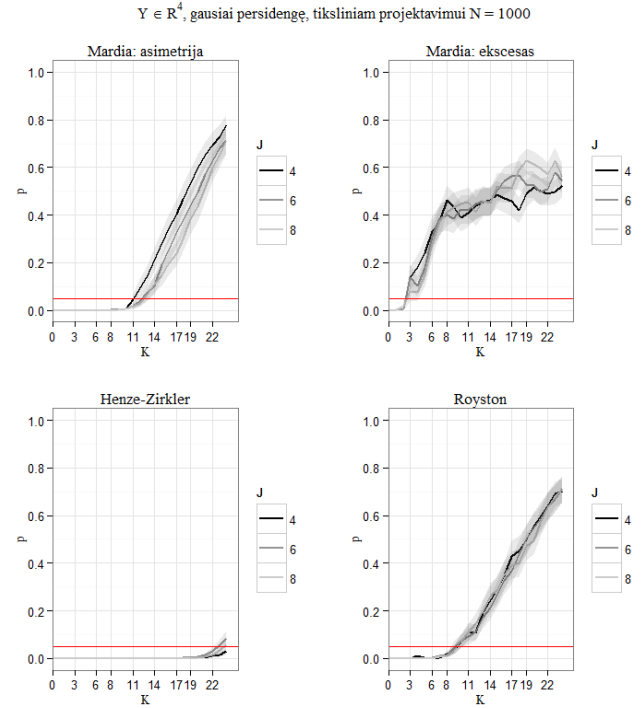 Y ∈ R⁴, gausiai persidengę, tiksliniam projektavimui N = 1000
Mardia: asimetrija
1.0
0.8
0.6
0.4
0.2
0.0
p
0 3 6 8 11 14 17 19 22
K
J
4
6
8
Mardia: ekscesas
1.0
0.8
0.6
0.4
0.2
0.0
p
0 3 6 8 11 14 17 19 22
K
J
4
6
8
Henze-Zirkler
1.0
0.8
0.6
0.4
0.2
0.0
p
0 3 6 8 11 14 17 19 22
K
J
4
6
8
Royston
1.0
0.8
0.6
0.4
0.2
0.0
p
0 3 6 8 11 14 17 19 22
K
J
4
6
8